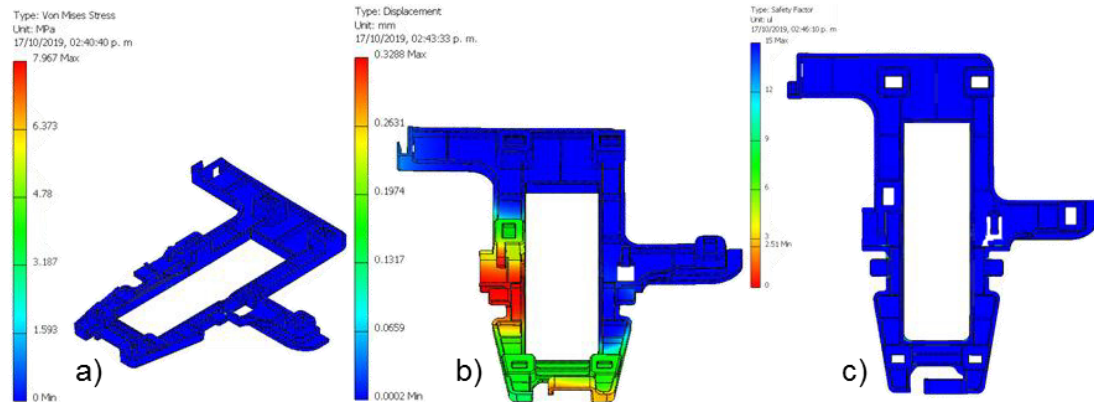 Type: Von Mises Stress
Unit: MPa
17/10/2019, 02:40:40 p. m
7.967 Max
6.373
4.78
3.187
1.593
0 Min
a)
Type: Displacement
Unit: mm
17/10/2019, 02:43:33 p. m.
0.3288 Max
0.2631
0.1974
0.1317
0.0659
0.0002 Min
b)
Type: Safety Factor
Unit: ul
17/10/2019, 02:46:10 p. m
15 Max
12
9
6
3
2.51 Min
0
c)